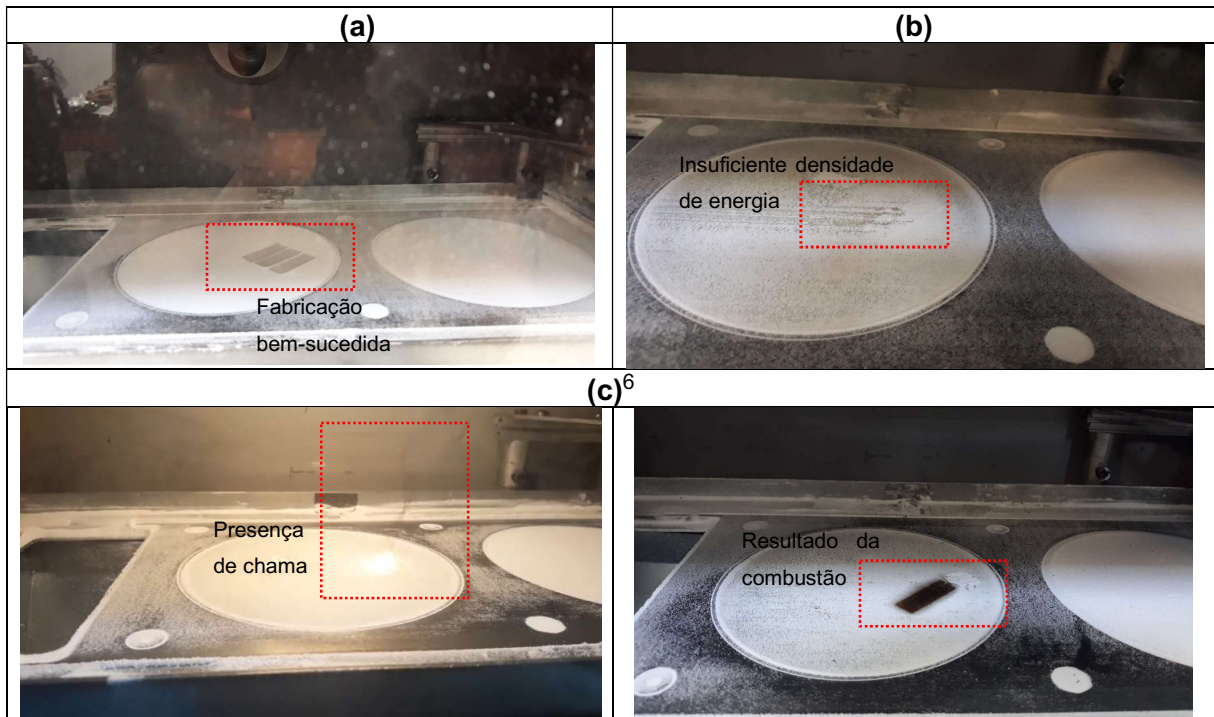 (a)
(b)
Fabricação
bem-sucedida
Insuficiente densidade
de energia
(c)6
Presença
de chama
Resultado da
combustão